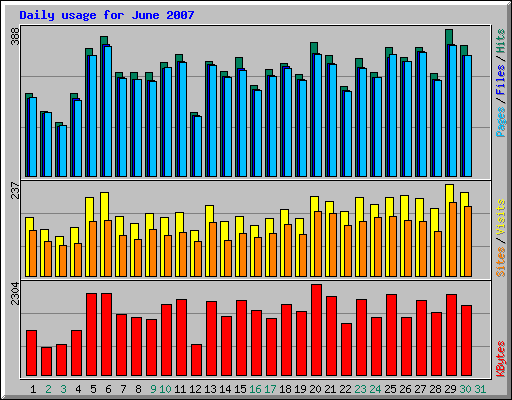 Daily usage for June 2007
388
Pages / Files / Hits
237
Sites / Visits
2304
KBytes
1 2 3 4 5 6 7 8 9 10 11 12 13 14 15 16 17 18 19 20 21 22 23 24 25 26 27 28 29 30 31